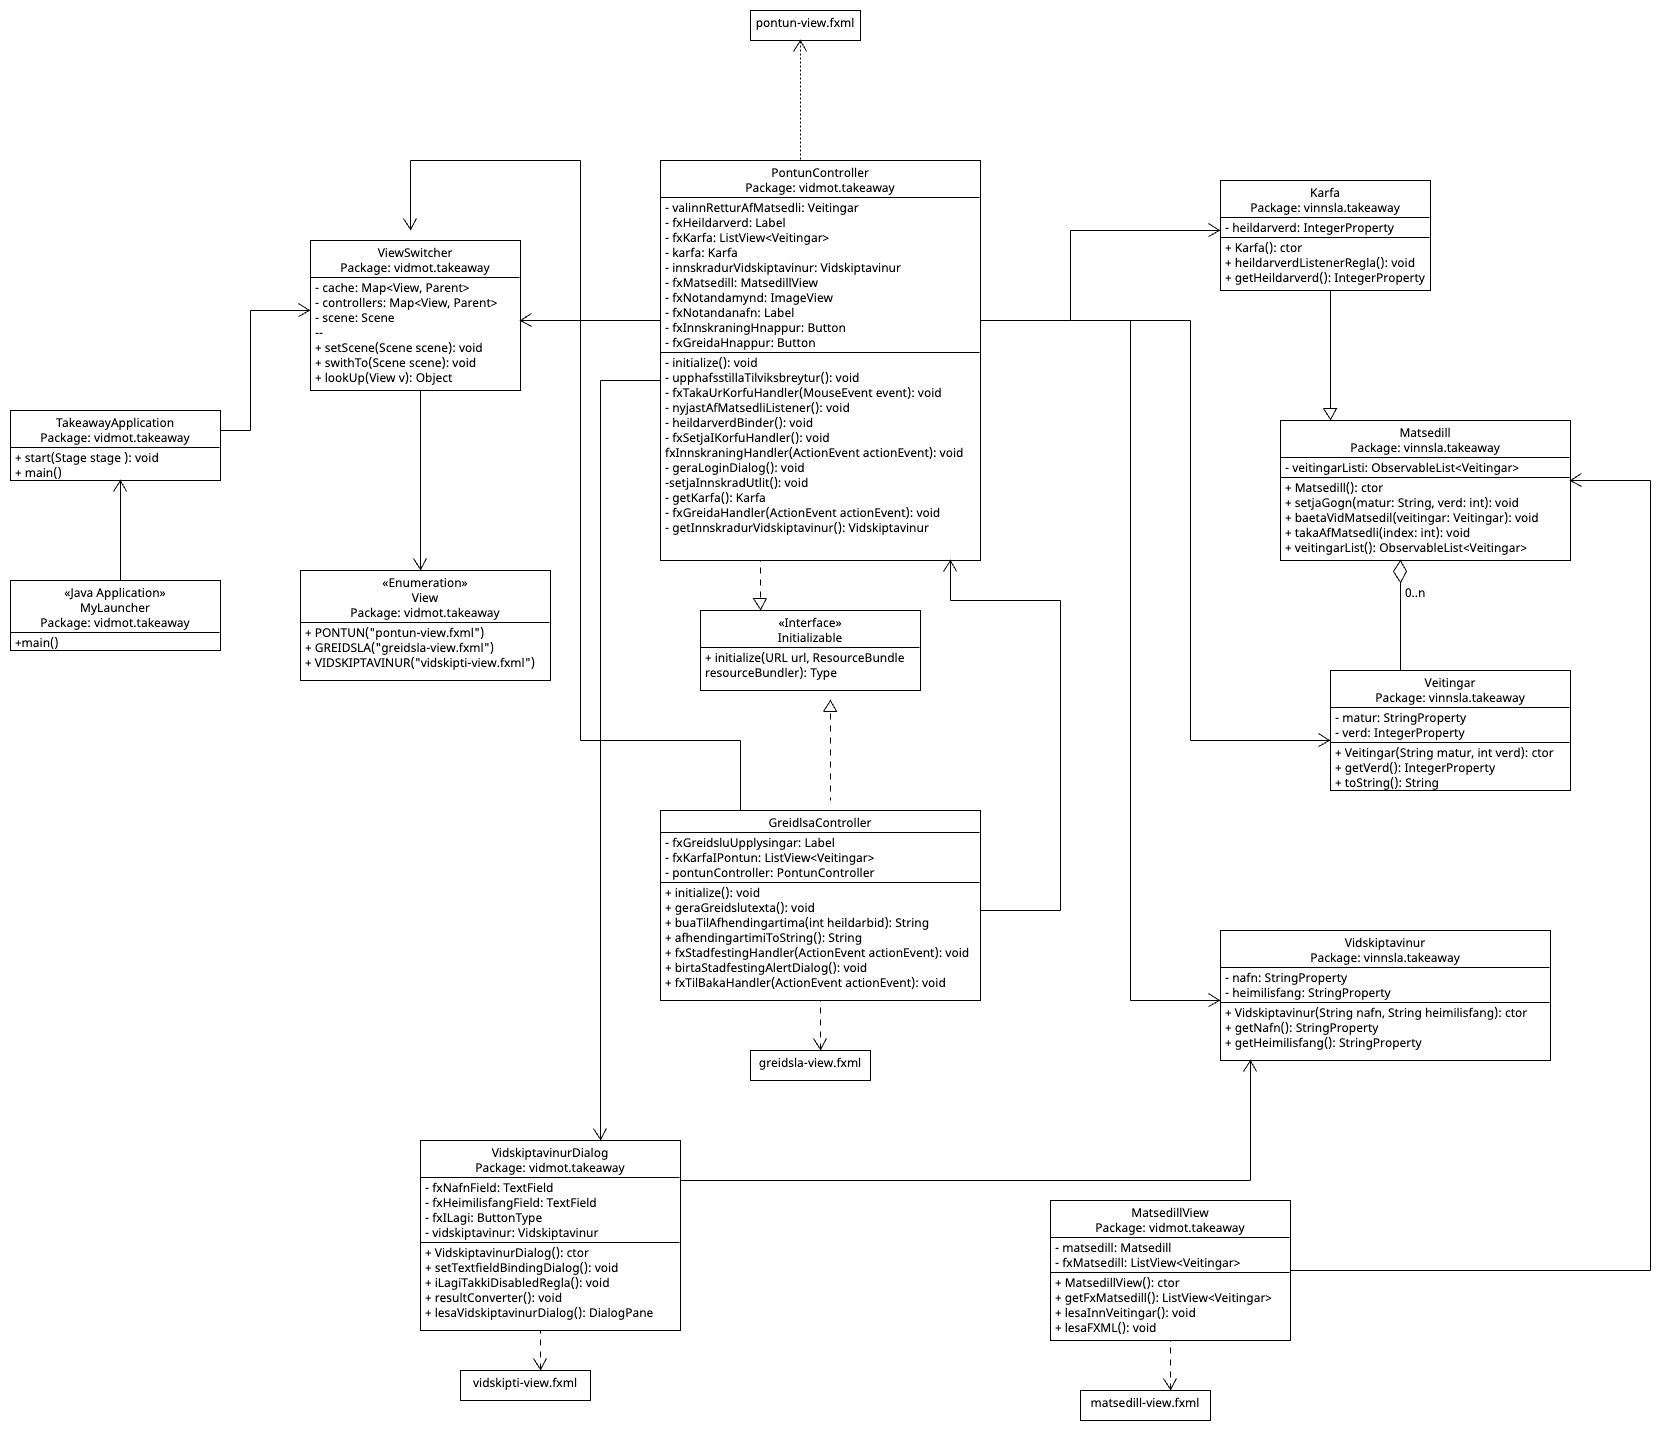 pontun-view.fxml
PontunController
Package: vidmot.takeaway
- valinnRetturAfMatsedli: Veitingar
- fxHeildarverd: Label
- fxKarfa: ListView<Veitingar>
- karfa: Karfa
- innskradurVidskiptavinur: Vidskiptavinur
- fxMatsedill: MatsedillView
- fxNotandamynd: ImageView
- fxNotandanafn: Label
- fxInnskraningHnappur: Button
- fxGreidaHnappur: Button
- initialize(): void
- upphafsstillaTilviksbreytur(): void
- fxTakaUrKorfuHandler(MouseEvent event): void
- nyjastAfMatsedliListener(): void
- heildarverdBinder(): void
- fxSetjaIKorfuHandler(): void
fxInnskraningHandler(ActionEvent actionEvent): void
- geraLoginDialog(): void
-setjaInnskradUtlit(): void
- getKarfa(): Karfa
- fxGreidaHandler(ActionEvent actionEvent): void
- getInnskradurVidskiptavinur(): Vidskiptavinur
Karfa
Package: vinnsla.takeaway
- heildarverd: IntegerProperty
+ Karfa(): ctor
+ heildarverdListenerRegla(): void
+ getHeildarverd(): IntegerProperty
ViewSwitcher
Package: vidmot.takeaway
- cache: Map<View, Parent>
- controllers: Map<View, Parent>
- scene: Scene
--
+ setScene(Scene scene): void
+ swithTo(Scene scene): void
+ lookUp(View v): Object
TakeawayApplication
Package: vidmot.takeaway
+ start(Stage stage ): void
+ main()
Matsedill
Package: vinnsla.takeaway
- veitingarListi: ObservableList<Veitingar>
+ Matsedill(): ctor
+ setjaGogn(matur: String, verd: int): void
+ baetaVidMatsedil(veitingar: Veitingar): void
+ takaAfMatsedli(index: int): void
+ veitingarList(): ObservableList<Veitingar>
0..n
«Java Application»
MyLauncher
Package: vidmot.takeaway
+main()
«Enumeration»
View
Package: vidmot.takeaway
+ PONTUN("pontun-view.fxml")
+ GREIDSLA("greidsla-view.fxml")
+ VIDSKIPTAVINUR("vidskipti-view.fxml")
«Interface»
Initializable
+ initialize(URL url, ResourceBundle
resourceBundler): Type
Veitingar
Package: vinnsla.takeaway
- matur: StringProperty
- verd: IntegerProperty
+ Veitingar(String matur, int verd): ctor
+ getVerd(): IntegerProperty
+ toString(): String
GreidlsaController
- fxGreidsluUpplysingar: Label
- fxKarfaIPontun: ListView<Veitingar>
- pontunController: PontunController
+ initialize(): void
+ geraGreidslutexta(): void
+ buaTilAfhendingartima(int heildarbid): String
+ afhendingartimiToString(): String
+ fxStadfestingHandler(ActionEvent actionEvent): void
+ birtaStadfestingAlertDialog(): void
+ fxTilBakaHandler(ActionEvent actionEvent): void
greidsla-view.fxml
Vidskiptavinur
Package: vinnsla.takeaway
- nafn: StringProperty
- heimilisfang: StringProperty
+ Vidskiptavinur(String nafn, String heimilisfang): ctor
+ getNafn(): StringProperty
+ getHeimilisfang(): StringProperty
VidskiptavinurDialog
Package: vidmot.takeaway
- fxNafnField: TextField
- fxHeimilisfangField: TextField
- fxILagi: ButtonType
- vidskiptavinur: Vidskiptavinur
+ VidskiptavinurDialog(): ctor
+ setTextfieldBindingDialog(): void
+ iLagiTakkiDisabledRegla(): void
+ resultConverter(): void
+ lesaVidskiptavinurDialog(): DialogPane
vidskipti-view.fxml
MatsedillView
Package: vidmot.takeaway
- matsedill: Matsedill
- fxMatsedill: ListView<Veitingar>
+ MatsedillView(): ctor
+ getFxMatsedill(): ListView<Veitingar>
+ lesaInnVeitingar(): void
+ lesaFXML(): void
matsedill-view.fxml